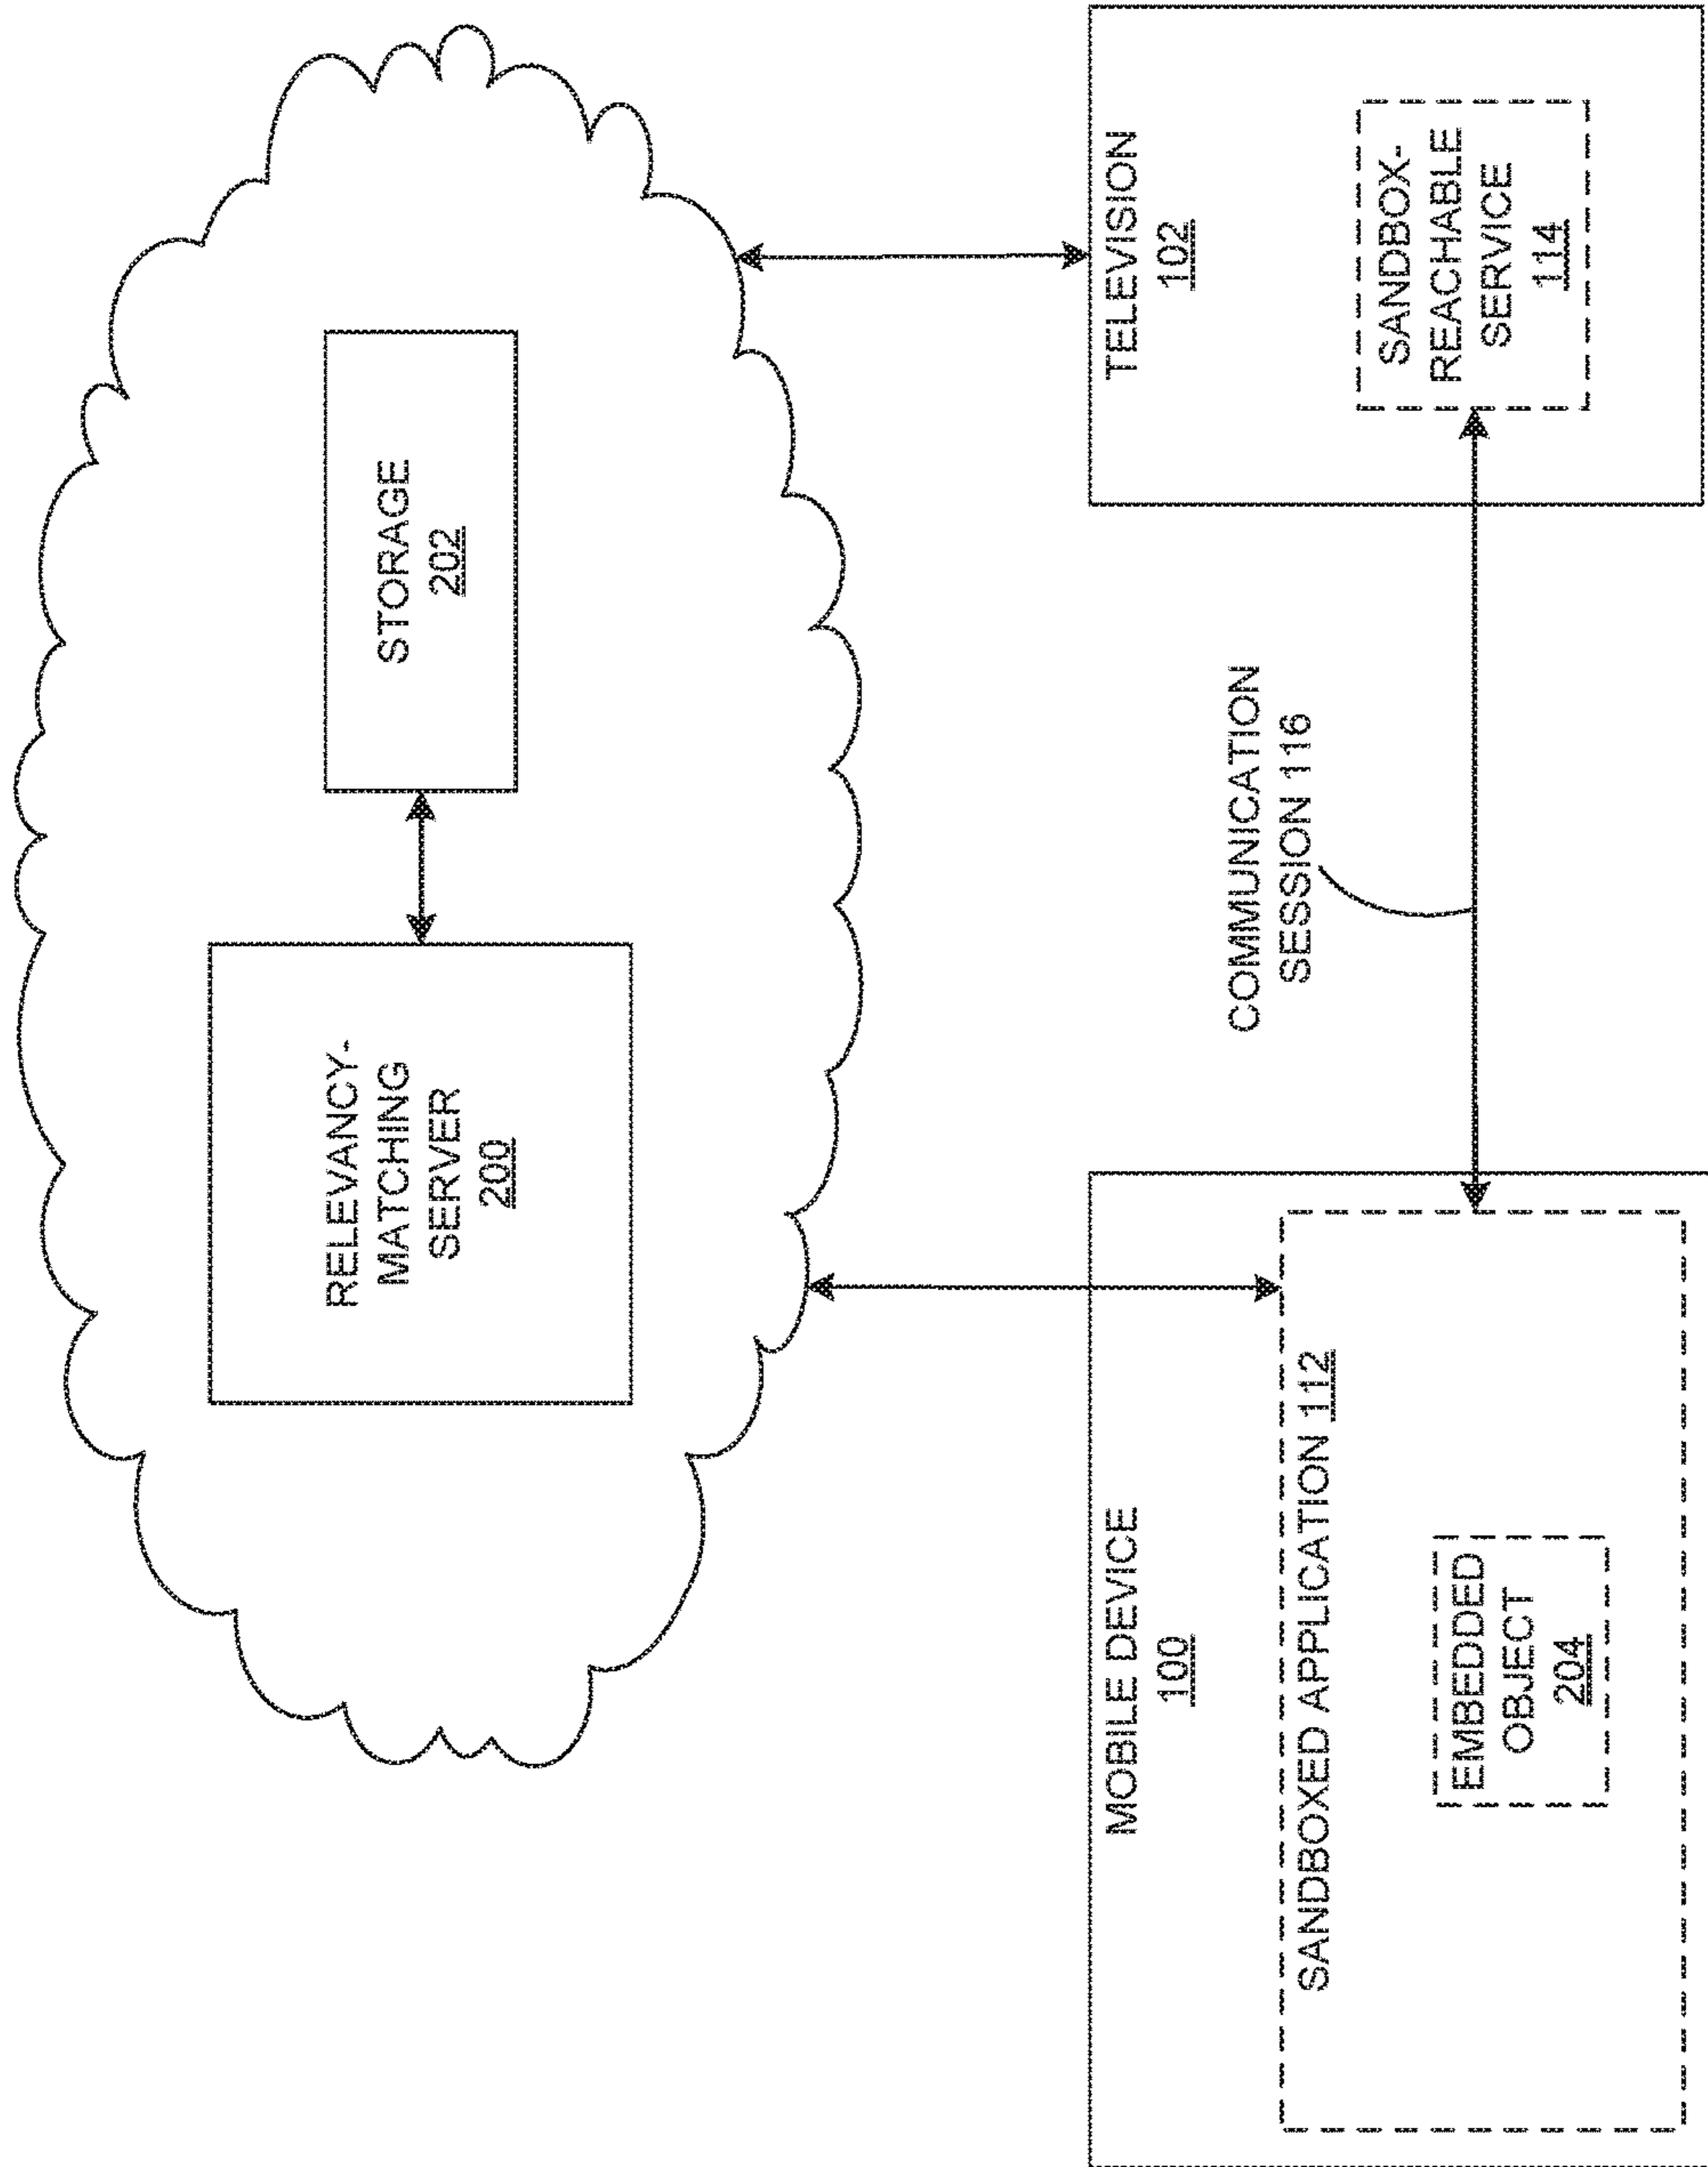 RELEVANCY-
MATCHING
SERVER
200
STORAGE
202
MOBILE DEVICE
100
SANDBOXED APPLICATION 112
EMBEDDED
OBJECT
204
COMMUNICATION
SESSION 116
TELEVISION
102
SANDBOX-
REACHABLE
SERVICE
114